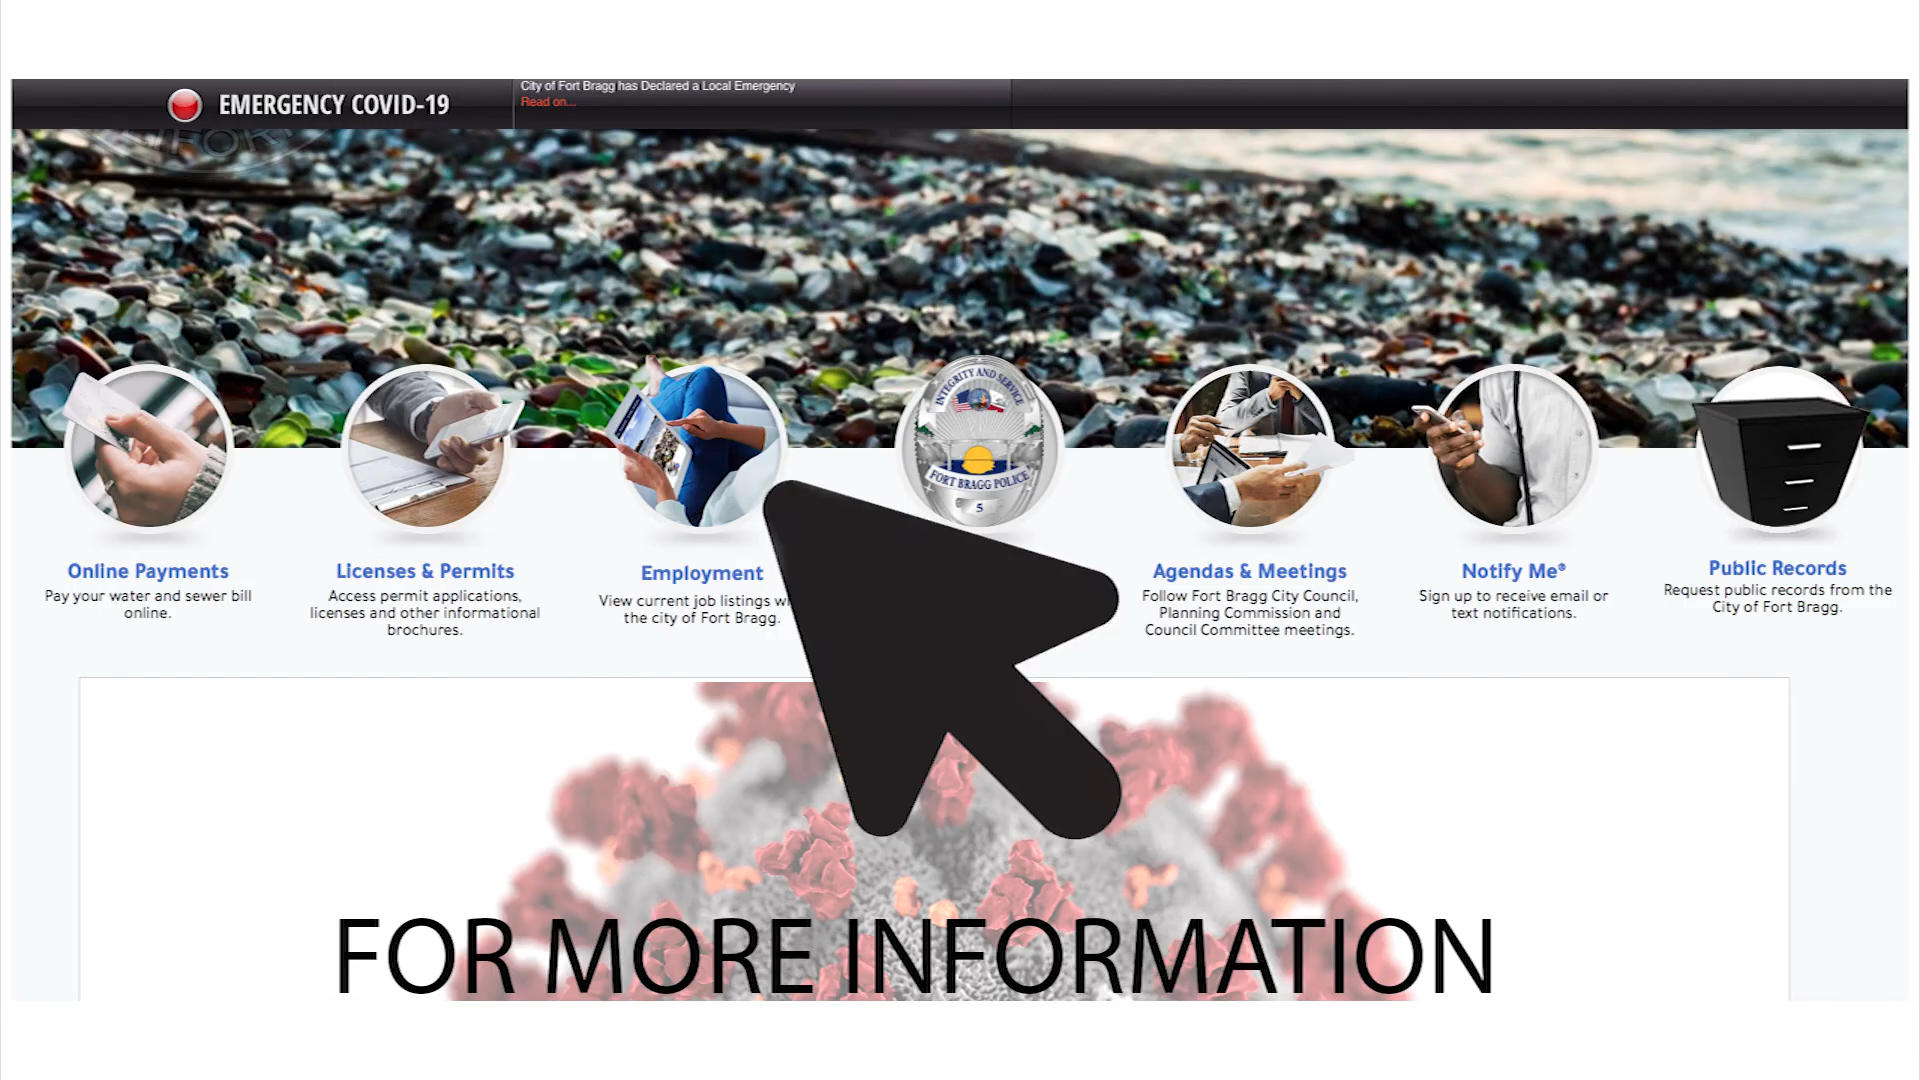 EMERGENCY COVID-19
City of Fort Bragg has Declared a Local Emergency
Read on...
FOR
INTEGRITY AND SERVICE
FORT BRAGG POLICE
5
Online Payments
Pay your water and sewer bill
online.
Licenses & Permits
Access permit applications,
licenses and other informational
brochures.
Employment
View current job listings
the city of Fort Bragg.
Agendas & Meetings
Follow Fort Bragg City Council,
Planning Commission and
Council Committee meetings.
Notify Me®
Sign up to receive email or
text notifications.
Public Records
Request public records from the
City of Fort Bragg.
FOR MORE INFORMATION